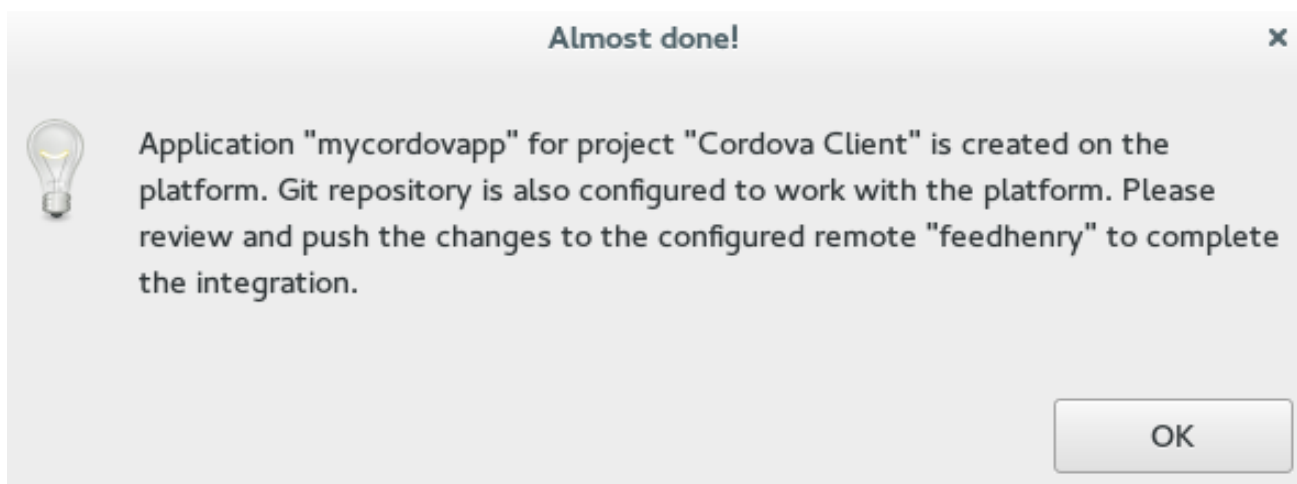 Almost done!
Application "mycordovapp" for project "Cordova Client" is created on the
platform. Git repository is also configured to work with the platform. Please
review and push the changes to the configured remote "feedhenry" to complete
the integration.
OK